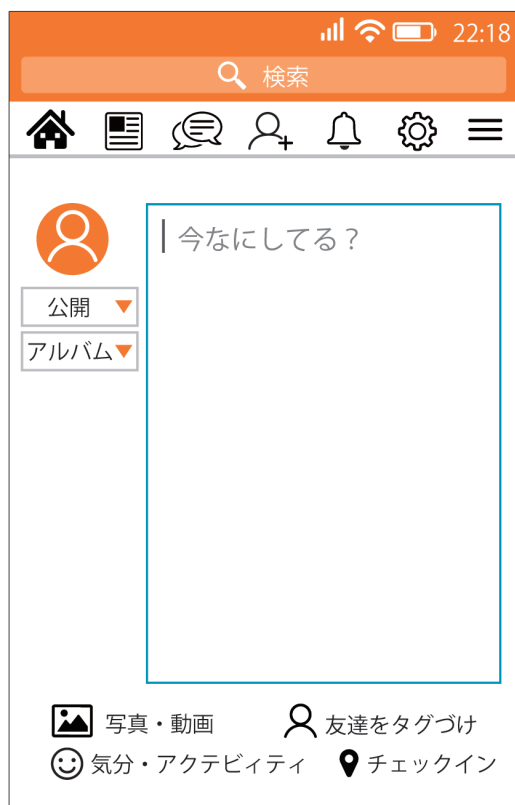 22:18
検索
今なにしてる？
公開
アルバム
写真・動画
友達をタグづけ
気分・アクテビィティ
チェックイン